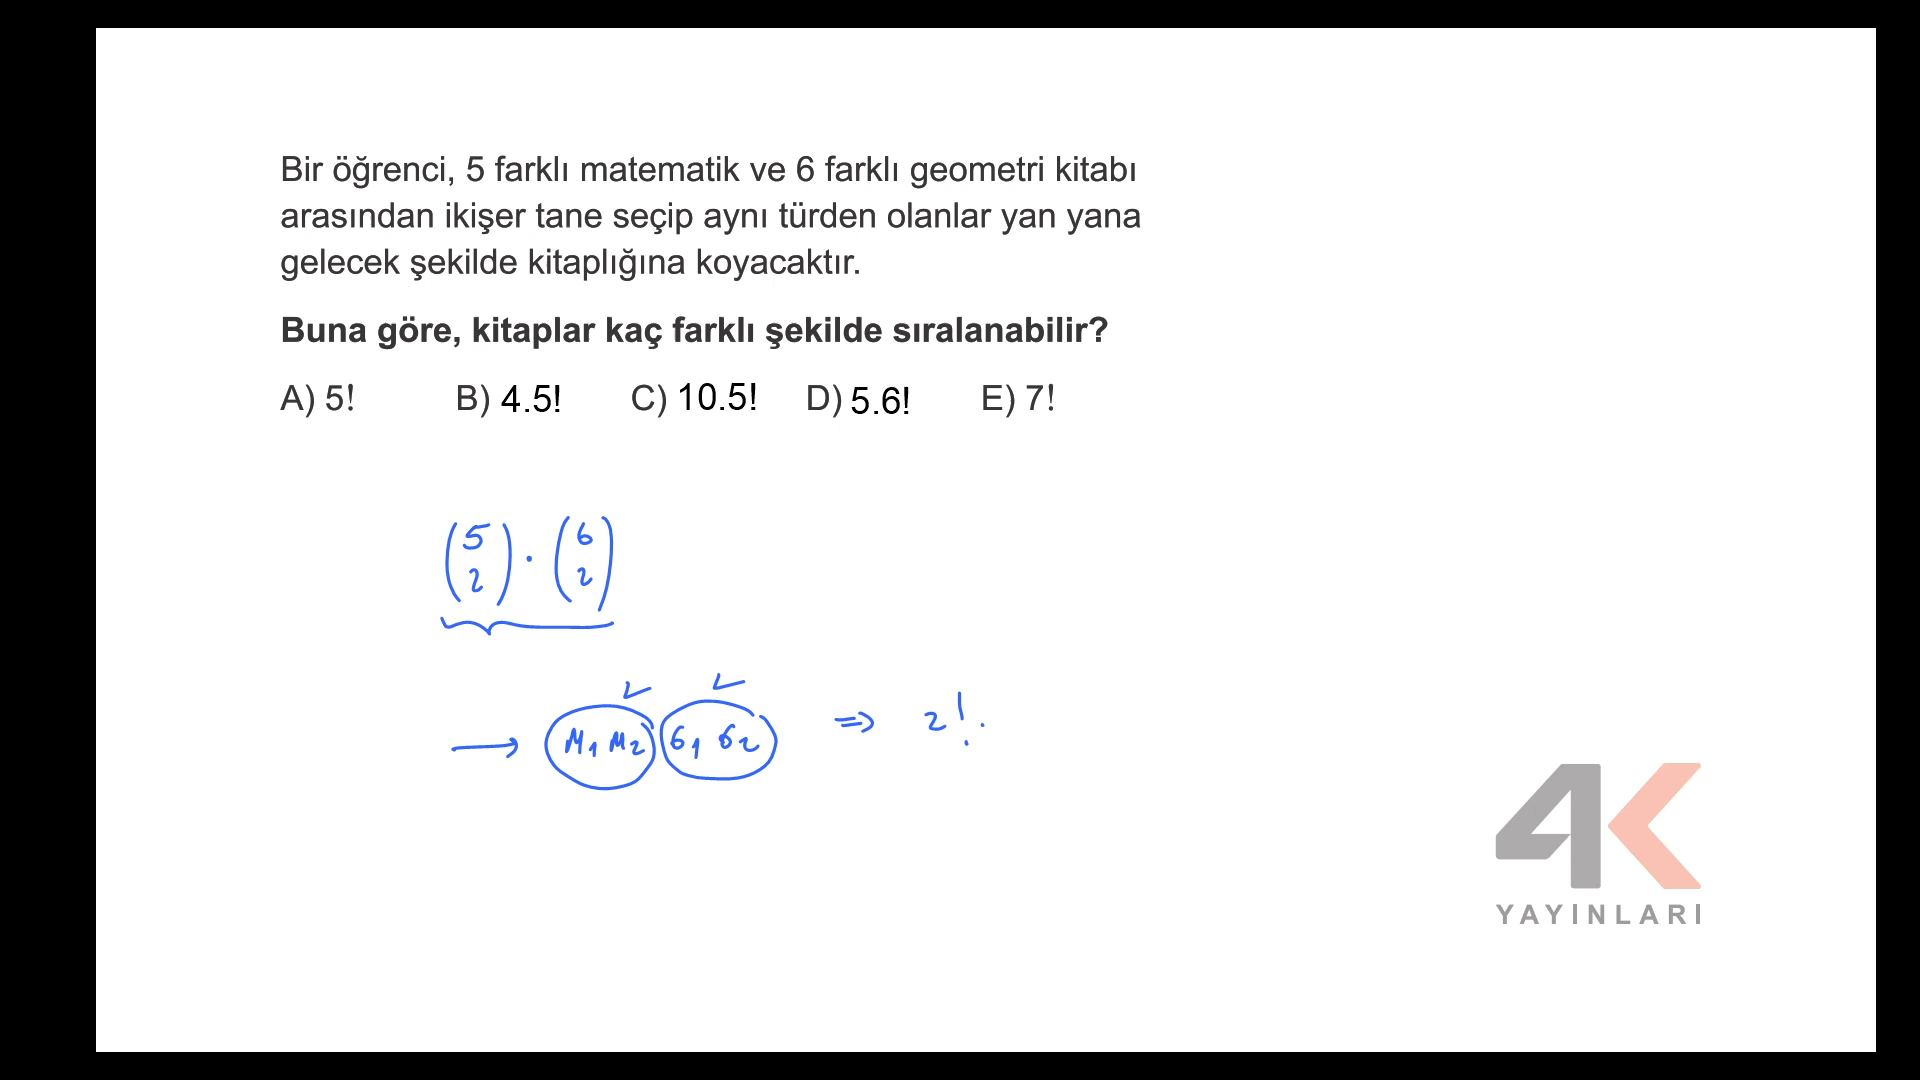 Bir öğrenci, 5 farklı matematik ve 6 farklı geometri kitabı
arasından ikişer tane seçip aynı türden olanlar yan yana
gelecek şekilde kitaplığına koyacaktır.
Buna göre, kitaplar kaç farklı şekilde sıralanabilir?
A) 5! B) 4.5! C) 10.5! D) 5.6! E) 7!
(5 2) . (6 2)
→ M1 M2 G1 G2 ⇒ 2! .
4K
YAYINLARI